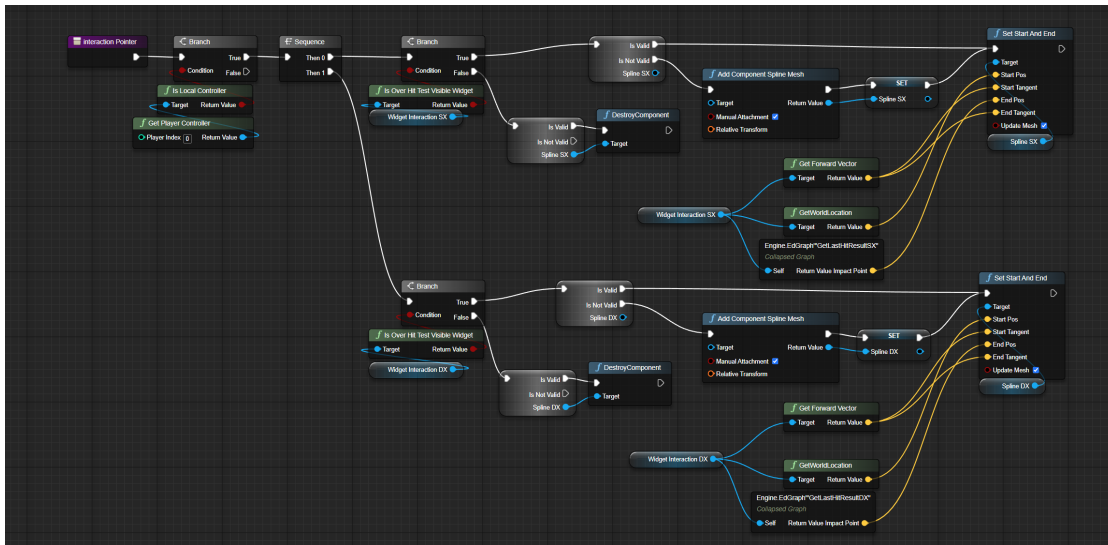 interaction Pointer
Branch
True
Condition
False
Is Local Controller
Target
Return Value
Get Player Controller
Player Index
0
Return Value
Sequence
Then 0
Then 1
Branch
True
Condition
False
Is Over Hit Test Visible Widget
Target
Return Value
Widget Interaction SX
Is Valid
Is Not Valid
Spline SX
DestroyComponent
Target
Is Valid
Is Not Valid
Spline SX
Add Component Spline Mesh
Target
Return Value
Manual Attachment
Relative Transform
SET
Spline SX
Set Start And End
Target
Start Pos
Start Tangent
End Pos
End Tangent
Update Mesh
Spline SX
Get Forward Vector
Target
Return Value
Widget Interaction SX
GetWorldLocation
Target
Return Value
Engine.EdGraph'"GetLastHitResultSX"
Collapsed Graph
Self
Return Value Impact Point
Branch
True
Condition
False
Is Over Hit Test Visible Widget
Target
Return Value
Widget Interaction DX
Is Valid
Is Not Valid
Spline DX
DestroyComponent
Target
Is Valid
Is Not Valid
Spline DX
Add Component Spline Mesh
Target
Return Value
Manual Attachment
Relative Transform
SET
Spline DX
Set Start And End
Target
Start Pos
Start Tangent
End Pos
End Tangent
Update Mesh
Spline DX
Get Forward Vector
Target
Return Value
Widget Interaction DX
GetWorldLocation
Target
Return Value
Engine.EdGraph'"GetLastHitResultDX"
Collapsed Graph
Self
Return Value Impact Point